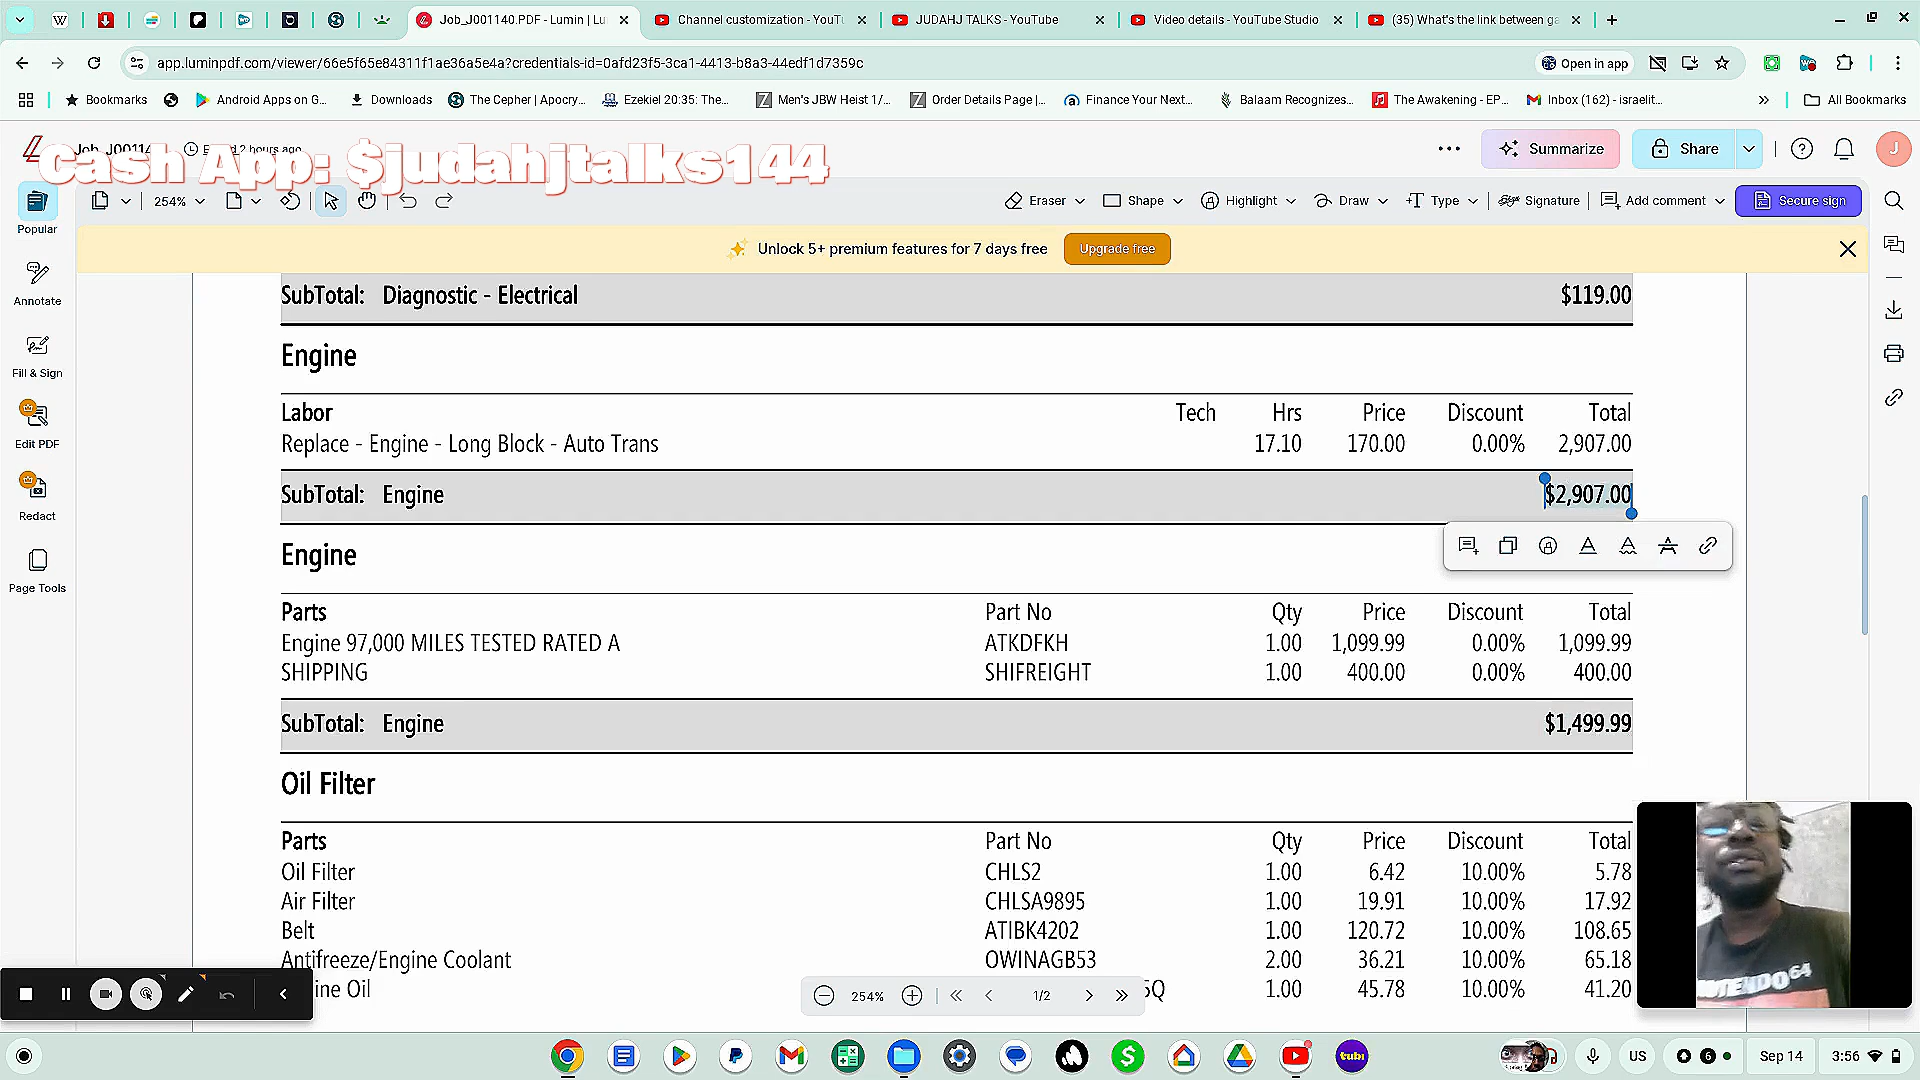 Job_J001140.PDF - Lumin | Lu
Channel customization - YouTu
JUDAHJ TALKS - YouTube
Video details - YouTube Studio
(35) What's the link between ga
app.luminpdf.com/viewer/66e5f65e84311f1ae36a5e4a?credentials-id=0afd23f5-3ca1-4413-b8a3-44edf1d7359c
Open in app
Bookmarks
Android Apps on G...
Downloads
The Cepher | Apocry...
Ezekiel 20:35: The...
Men's JBW Heist 1/...
Order Details Page |...
Finance Your Next...
Balaam Recognizes...
The Awakening - EP...
Inbox (162) - israelit...
All Bookmarks
Cash App: $judahjtalks144
Summarize
Share
J
254%
Eraser
Shape
Highlight
Draw
Type
Signature
Add comment
Secure sign
Popular
Annotate
Fill & Sign
Edit PDF
Redact
Page Tools
Unlock 5+ premium features for 7 days free
Upgrade free
SubTotal: Diagnostic - Electrical $119.00
Engine
Labor Tech Hrs Price Discount Total
Replace - Engine - Long Block - Auto Trans 17.10 170.00 0.00% 2,907.00
SubTotal: Engine $2,907.00
Engine
Parts Part No Qty Price Discount Total
Engine 97,000 MILES TESTED RATED A ATKDFKH 1.00 1,099.99 0.00% 1,099.99
SHIPPING SHIFREIGHT 1.00 400.00 0.00% 400.00
SubTotal: Engine $1,499.99
Oil Filter
Parts Part No Qty Price Discount Total
Oil Filter CHLS2 1.00 6.42 10.00% 5.78
Air Filter CHLSA9895 1.00 19.91 10.00% 17.92
Belt ATIBK4202 1.00 120.72 10.00% 108.65
Antifreeze/Engine Coolant OWINAGB53 2.00 36.21 10.00% 65.18
ine Oil 5Q 1.00 45.78 10.00% 41.20
254%
1/2
NINTENDO64
tubi
US
6
Sep 14
3:56